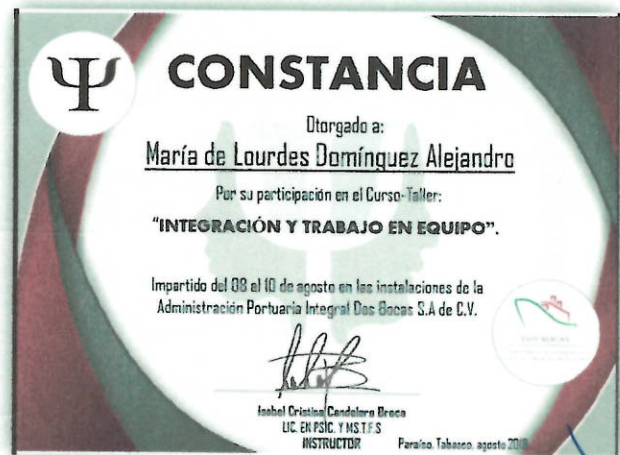 Ψ
CONSTANCIA
Otorgado a:
María de Lourdes Domínguez Alejandro
Por su participación en el Curso-Taller:
"INTEGRACIÓN Y TRABAJO EN EQUIPO".
Impartido del 08 al 10 de agosto en las instalaciones de la
Administración Portuaria Integral Dos Bocas S.A de C.V.
DOS BOCAS
Isabel Cristina Candelero Broca
LIC. EN PSIC. Y MS.T.F.S
INSTRUCTOR
Paraíso, Tabasco, agosto